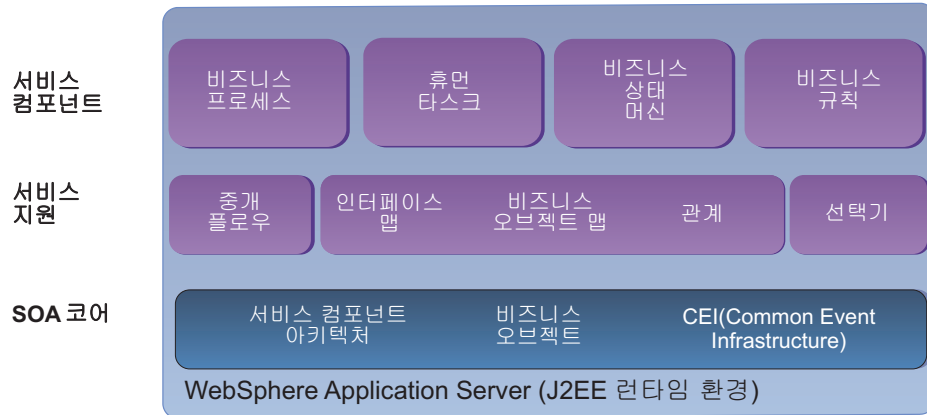 서비스
컴포넌트
비즈니스
프로세스
휴먼
타스크
비즈니스
상태
머신
비즈니스
규칙
서비스
지원
중개
플로우
인터페이스
맵
비즈니스
오브젝트 맵
관계
선택기
SOA 코어
서비스 컴포넌트
아키텍처
비즈니스
오브젝트
CEI(Common Event
Infrastructure)
WebSphere Application Server (J2EE 런타임 환경)